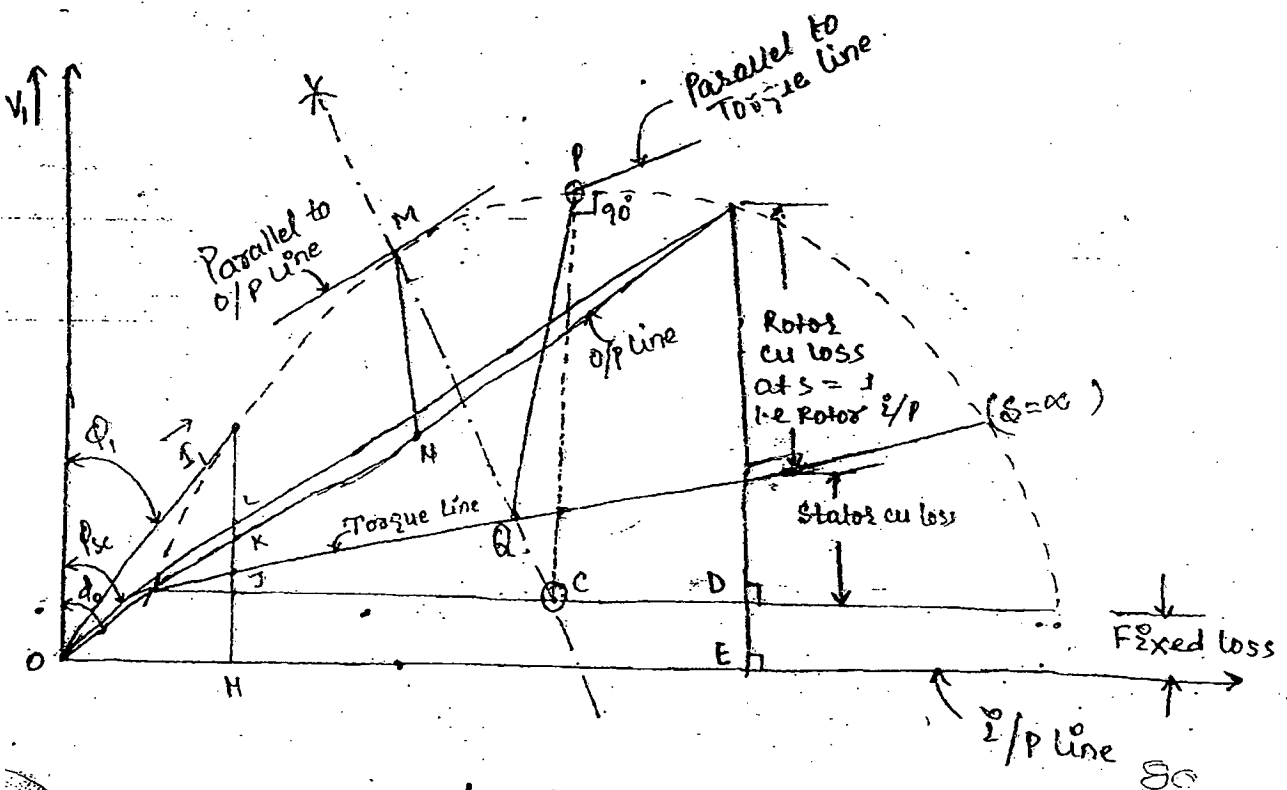 V₁
Y
Parallel to
Torque line
P
90°
M
Parallel to
O/P Line
O/P Line
Rotor
cu loss
at s = 1
i.e Rotor i/P
(S=∝)
Φ₁
I₁
N
L
K
J
Torque Line
Q
Stator cu loss
Φsc
Φ₀
C
D
O
H
E
Fixed loss
i/P Line